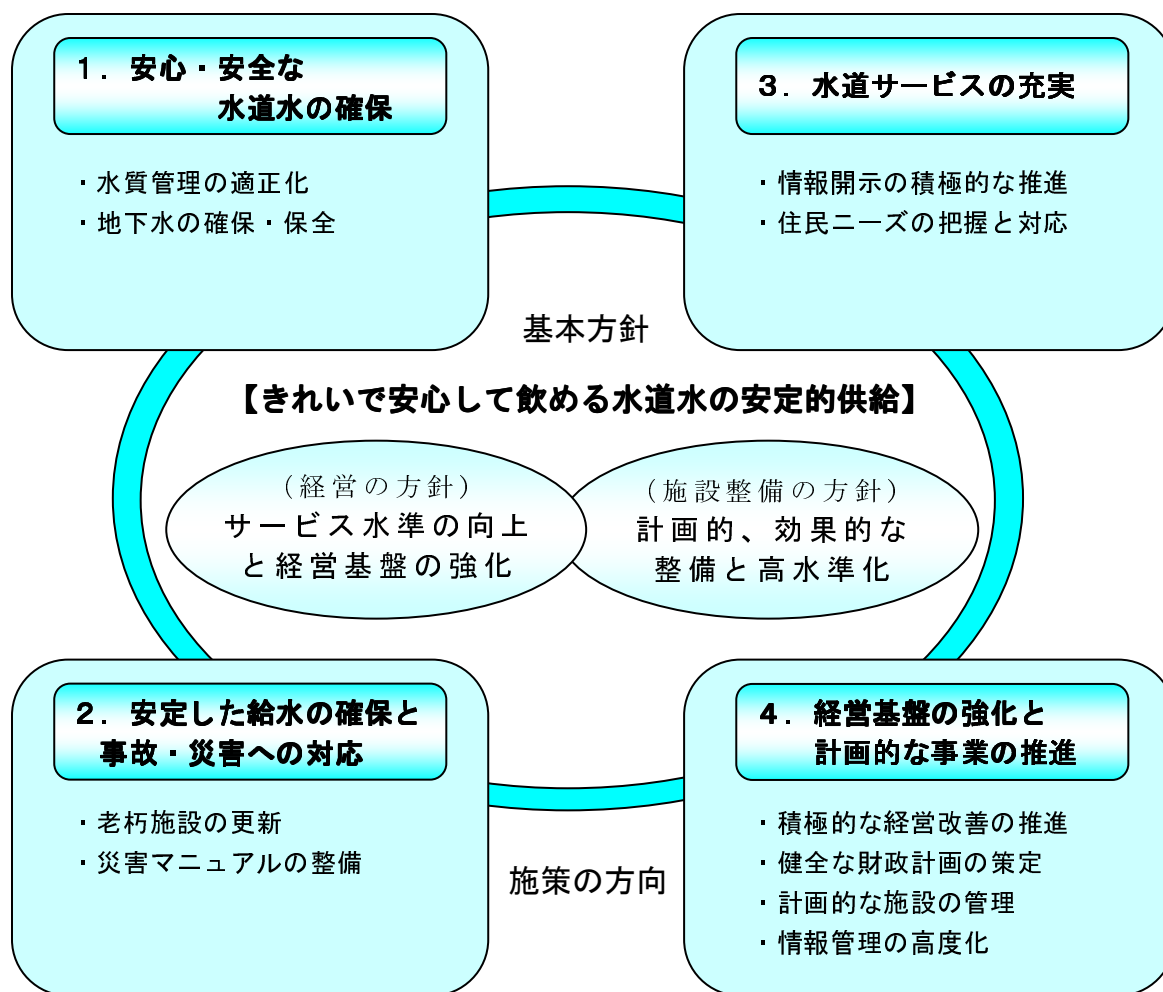 １．安心・安全な
水道水の確保
・水質管理の適正化
・地下水の確保・保全
３．水道サービスの充実
・情報開示の積極的な推進
・住民ニーズの把握と対応
基本方針
【きれいで安心して飲める水道水の安定的供給】
（経営の方針）
サービス水準の向上
と経営基盤の強化
（施設整備の方針）
計画的、効果的な
整備と高水準化
２．安定した給水の確保と
事故・災害への対応
・老朽施設の更新
・災害マニュアルの整備
施策の方向
４．経営基盤の強化と
計画的な事業の推進
・積極的な経営改善の推進
・健全な財政計画の策定
・計画的な施設の管理
・情報管理の高度化